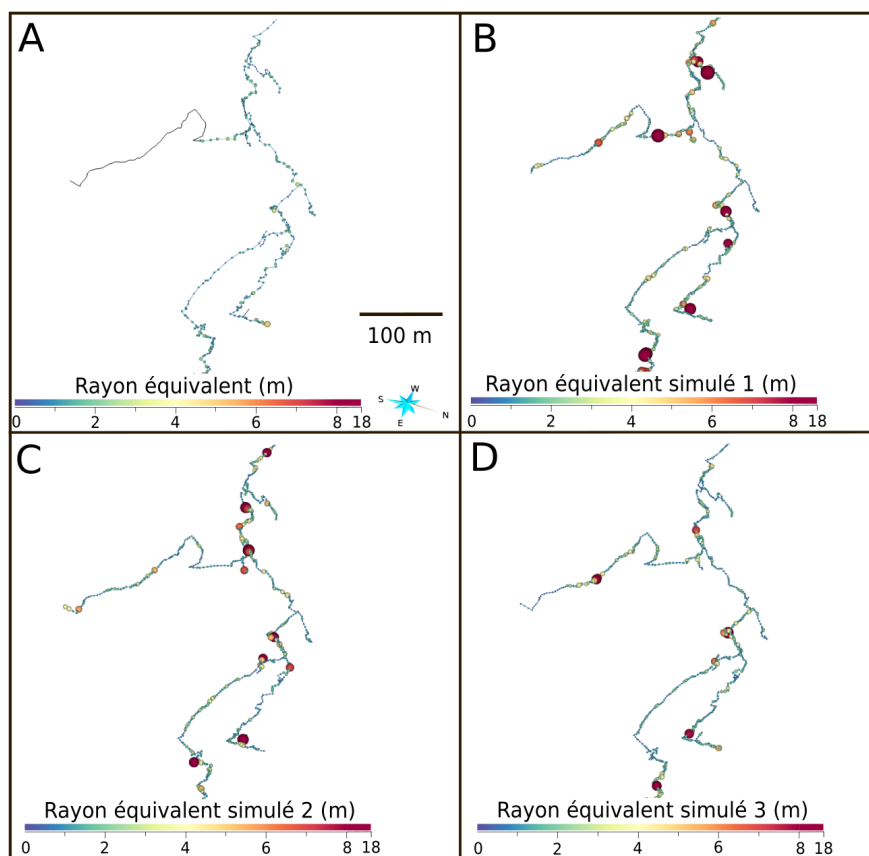 A
B
100 m
Rayon équivalent (m)
0 2 4 6 8 18
W
S
N
E
Rayon équivalent simulé 1 (m)
0 2 4 6 8 18
C
D
Rayon équivalent simulé 2 (m)
0 2 4 6 8 18
Rayon équivalent simulé 3 (m)
0 2 4 6 8 18